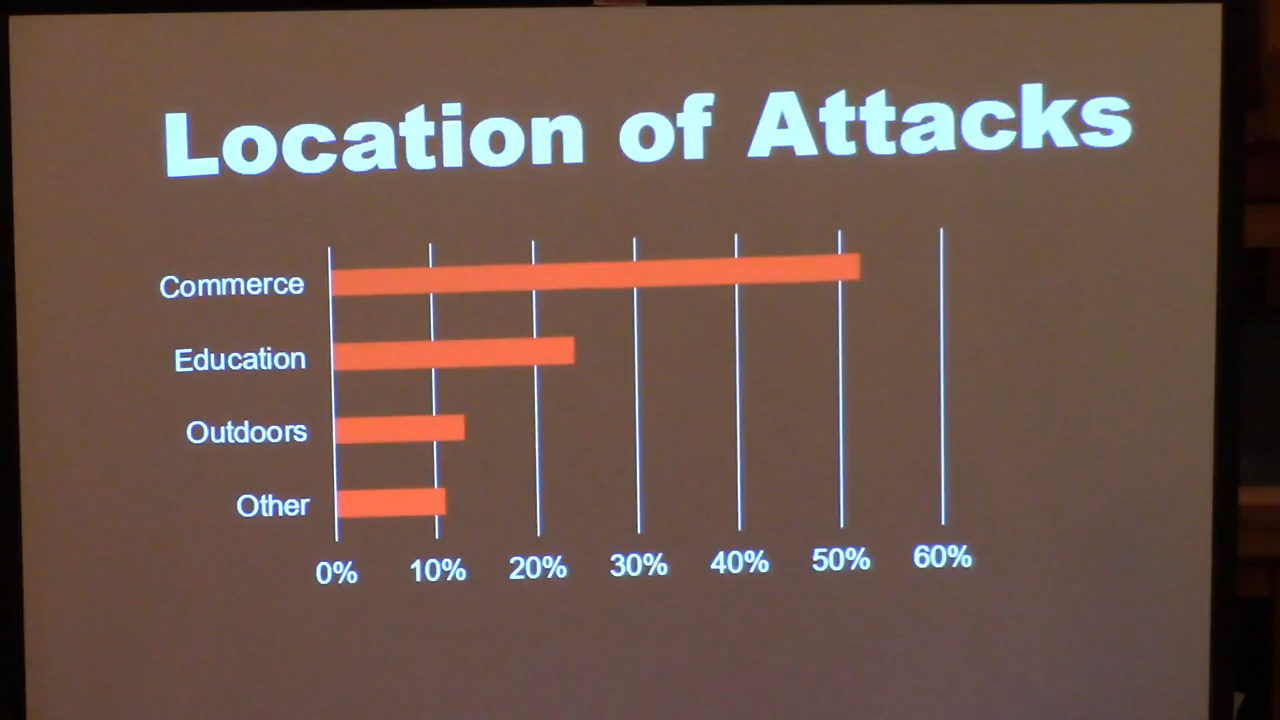 Location of Attacks
Commerce
Education
Outdoors
Other
0% 10% 20% 30% 40% 50% 60%